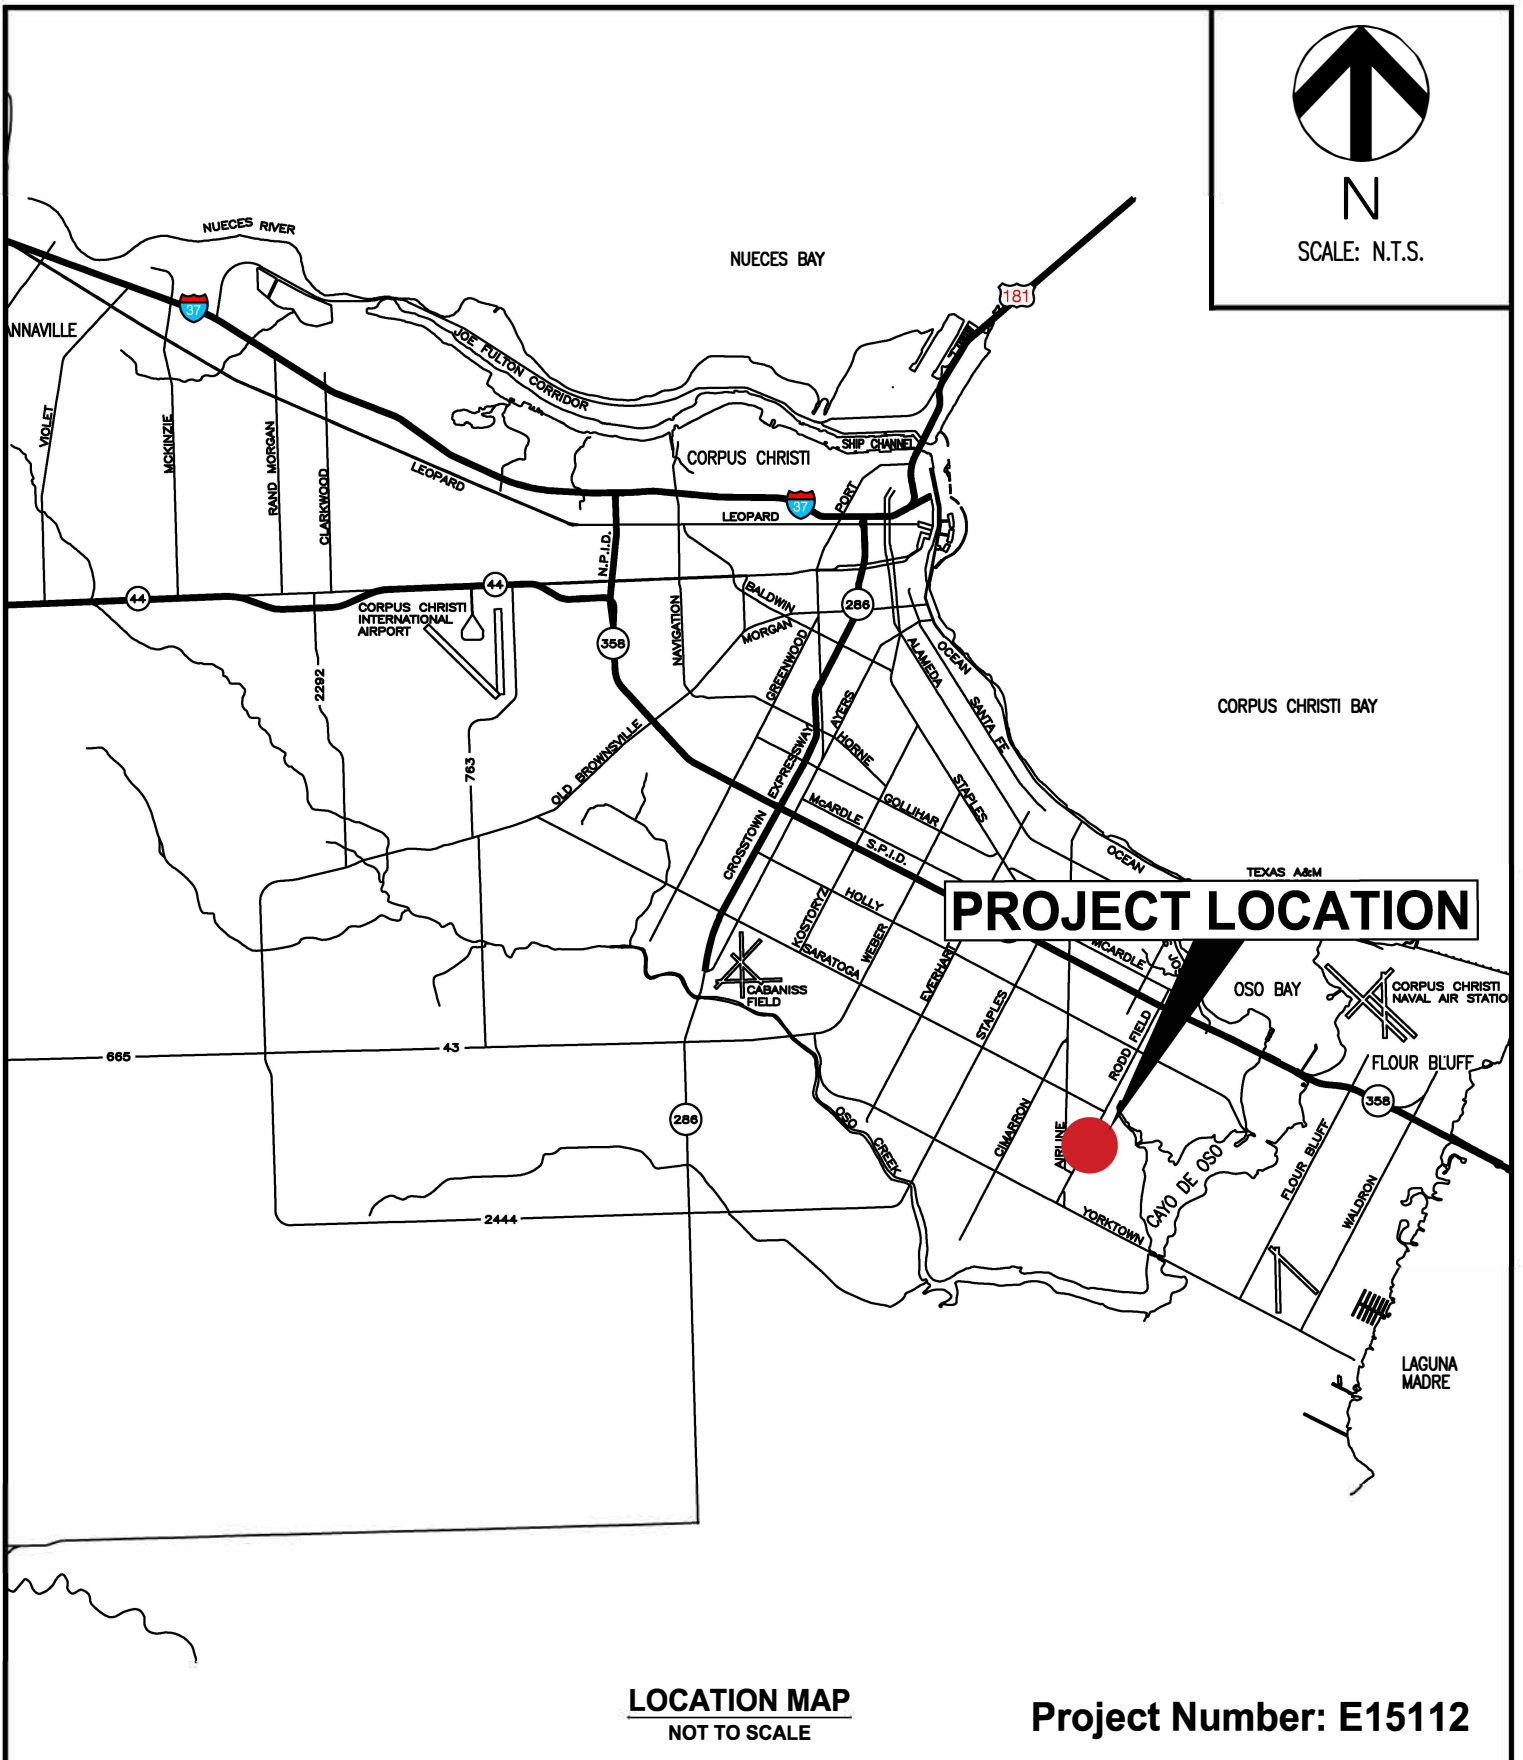 N
SCALE: N.T.S.
NUECES RIVER
NUECES BAY
181
37
ANNAVILLE
JOE FULTON CORRIDOR
VIOLET
MCKINZIE
RAND MORGAN
CLARKWOOD
LEOPARD
CORPUS CHRISTI
SHIP CHANNEL
37
PORT
LEOPARD
N.P.I.D.
44
44
CORPUS CHRISTI
INTERNATIONAL
AIRPORT
358
NAVIGATION
BALDWIN
MORGAN
286
GREENWOOD
ALAMEDA
OCEAN
SANTA FE
2292
763
OLD BROWNSVILLE
AYERS
HORNE
CORPUS CHRISTI BAY
CROSSTOWN EXPRESSWAY
McARDLE
GOLLIHAR
STAPLES
S.P.I.D.
OCEAN
TEXAS A&M
PROJECT LOCATION
HOLLY
KOSTORYZ
WEBER
SARATOGA
EVERHART
MCARDLE
CABANISS
FIELD
STAPLES
OSO BAY
CORPUS CHRISTI
NAVAL AIR STATIO
RODD FIELD
FLOUR BLUFF
665
43
358
286
OSO CREEK
CIMARRON
AIRLINE
CAYO DE OSO
FLOUR BLUFF
WALDRON
YORKTOWN
2444
LAGUNA
MADRE
LOCATION MAP
NOT TO SCALE
Project Number: E15112